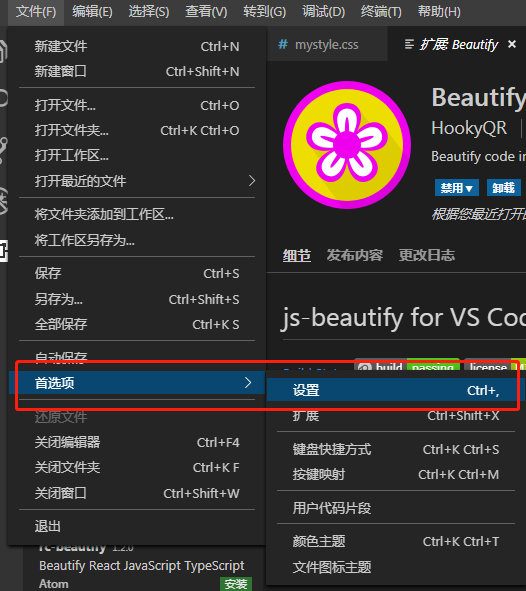 文件(F) 编辑(E) 选择(S) 查看(V) 转到(G) 调试(D) 终端(T) 帮助(H)
新建文件 Ctrl+N
新建窗口 Ctrl+Shift+N
打开文件... Ctrl+O
打开文件夹... Ctrl+K Ctrl+O
打开工作区...
打开最近的文件
将文件夹添加到工作区...
将工作区另存为...
保存 Ctrl+S
另存为... Ctrl+Shift+S
全部保存 Ctrl+K S
自动保存
首选项
还原文件
关闭编辑器 Ctrl+F4
关闭文件夹 Ctrl+K F
关闭窗口 Ctrl+Shift+W
退出
# mystyle.css
扩展 Beautify ×
Beautify
HookyQR
Beautify code in
禁用 卸载
根据您最近打开的
细节 发布内容 更改日志
js-beautify for VS Cod
build passing license
设置 Ctrl+,
扩展 Ctrl+Shift+X
键盘快捷方式 Ctrl+K Ctrl+S
按键映射 Ctrl+K Ctrl+M
用户代码片段
颜色主题 Ctrl+K Ctrl+T
文件图标主题
rc-beautify 1.2.0
Beautify React JavaScript TypeScript
Atom 安装